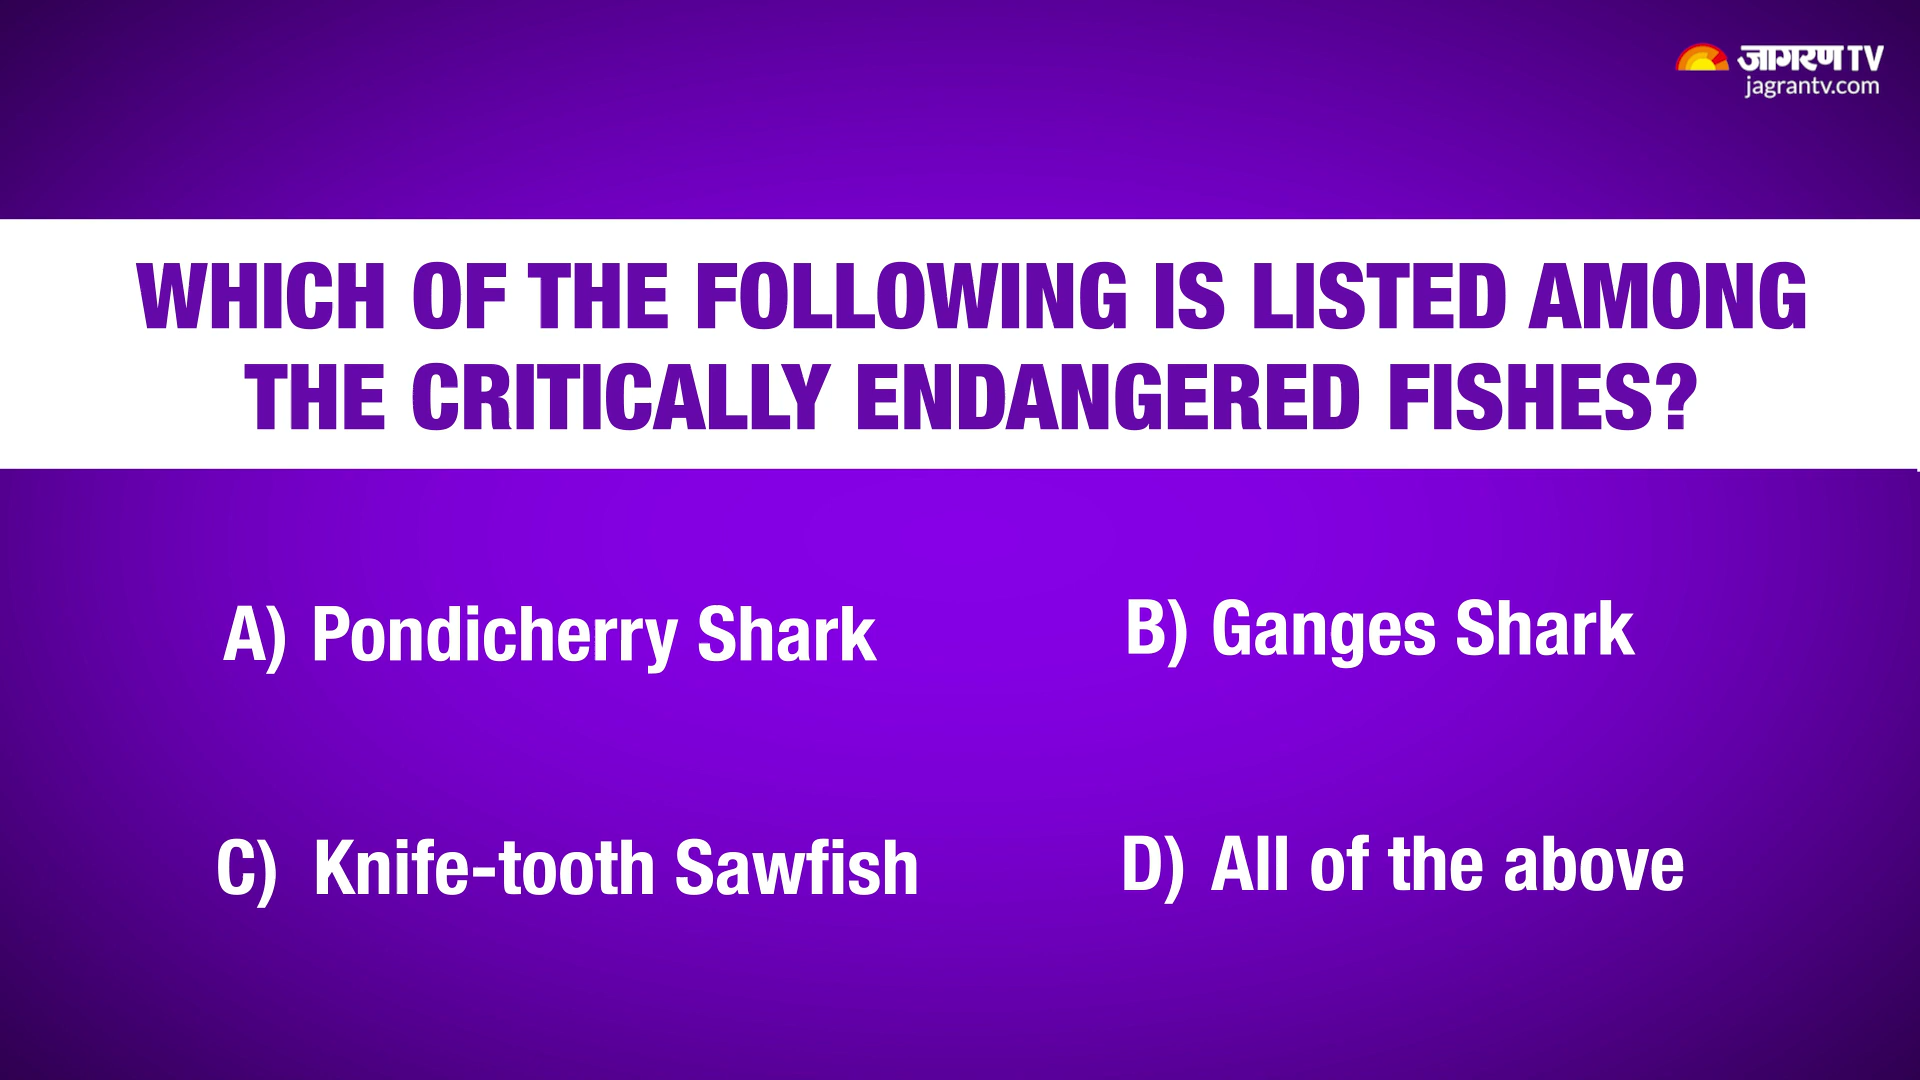 जागरण TV
jagrantv.com
WHICH OF THE FOLLOWING IS LISTED AMONG
THE CRITICALLY ENDANGERED FISHES?
A) Pondicherry Shark
B) Ganges Shark
C) Knife-tooth Sawfish
D) All of the above